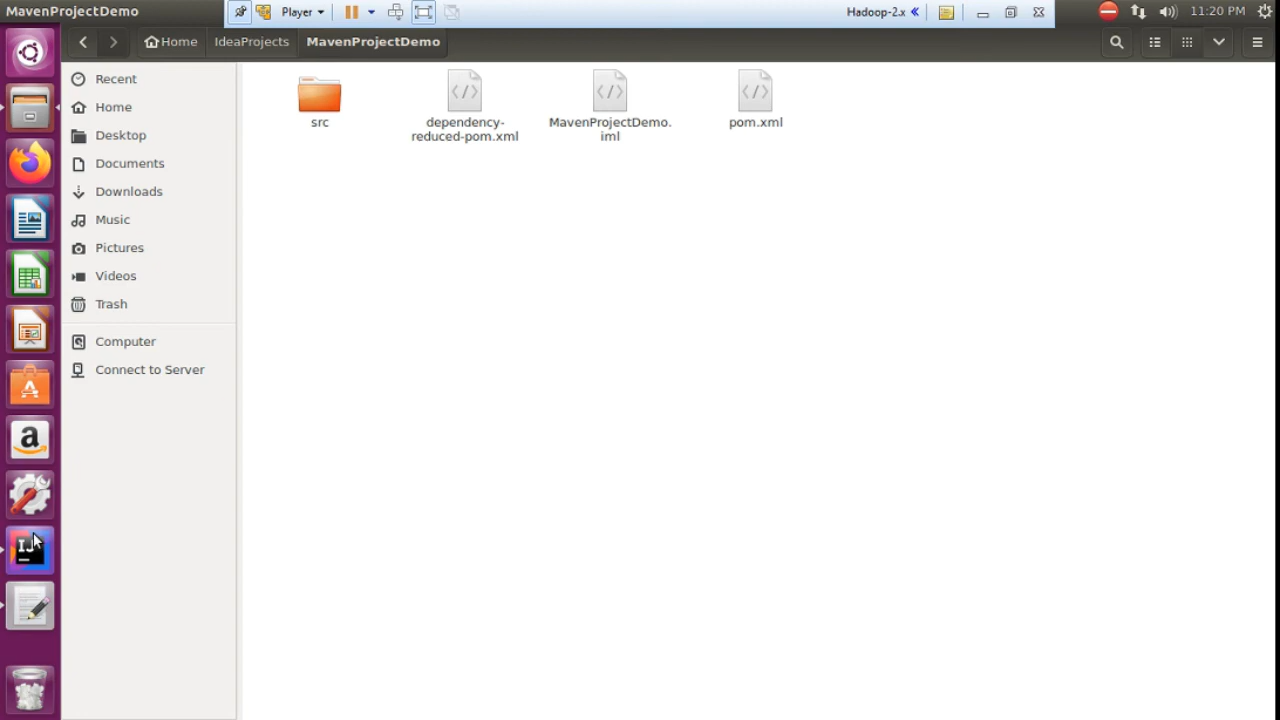 MavenProjectDemo
Player
Hadoop-2.x
11:20 PM
Home
IdeaProjects
MavenProjectDemo
Recent
Home
Desktop
Documents
Downloads
Music
Pictures
Videos
Trash
Computer
Connect to Server
src
dependency-
reduced-pom.xml
MavenProjectDemo.
iml
pom.xml